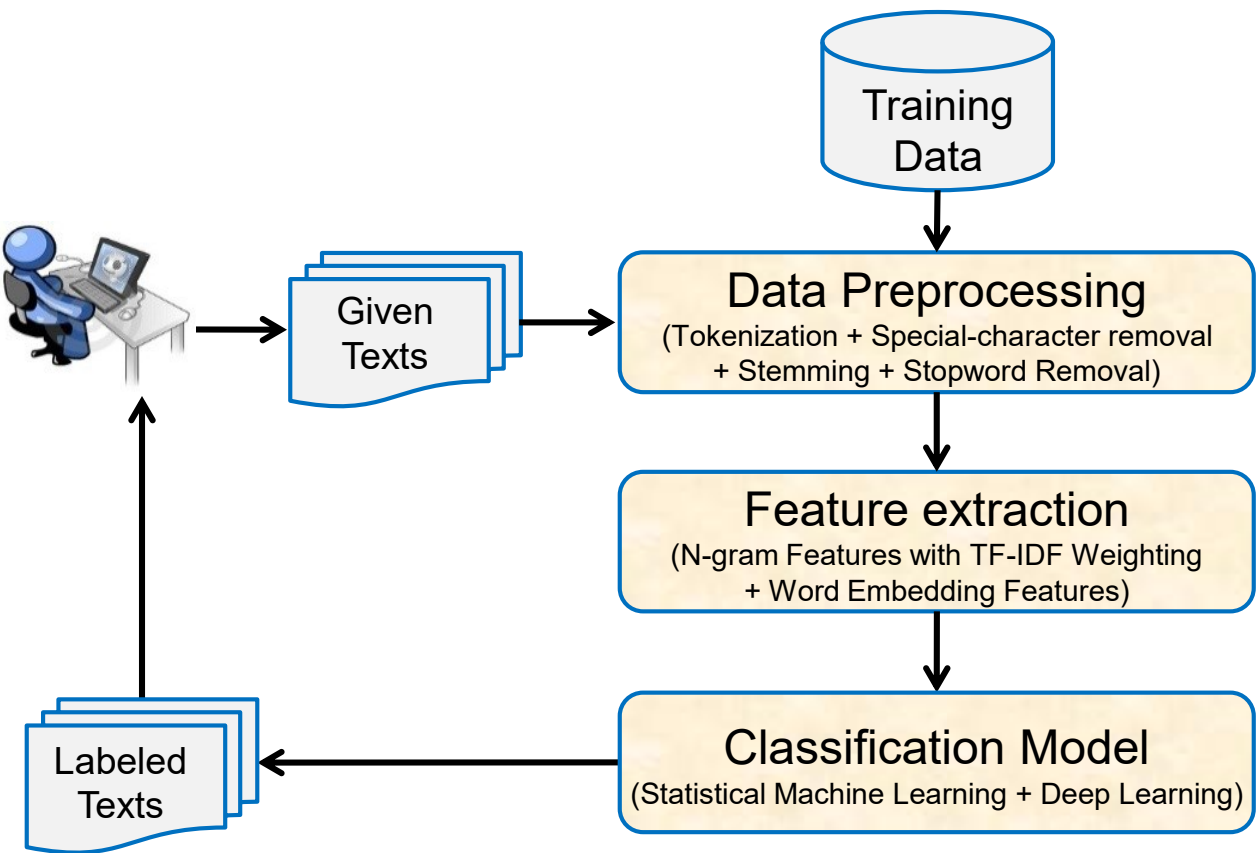 Training
Data
Given
Texts
Data Preprocessing
(Tokenization + Special-character removal
+ Stemming + Stopword Removal)
Feature extraction
(N-gram Features with TF-IDF Weighting
+ Word Embedding Features)
Classification Model
(Statistical Machine Learning + Deep Learning)
Labeled
Texts